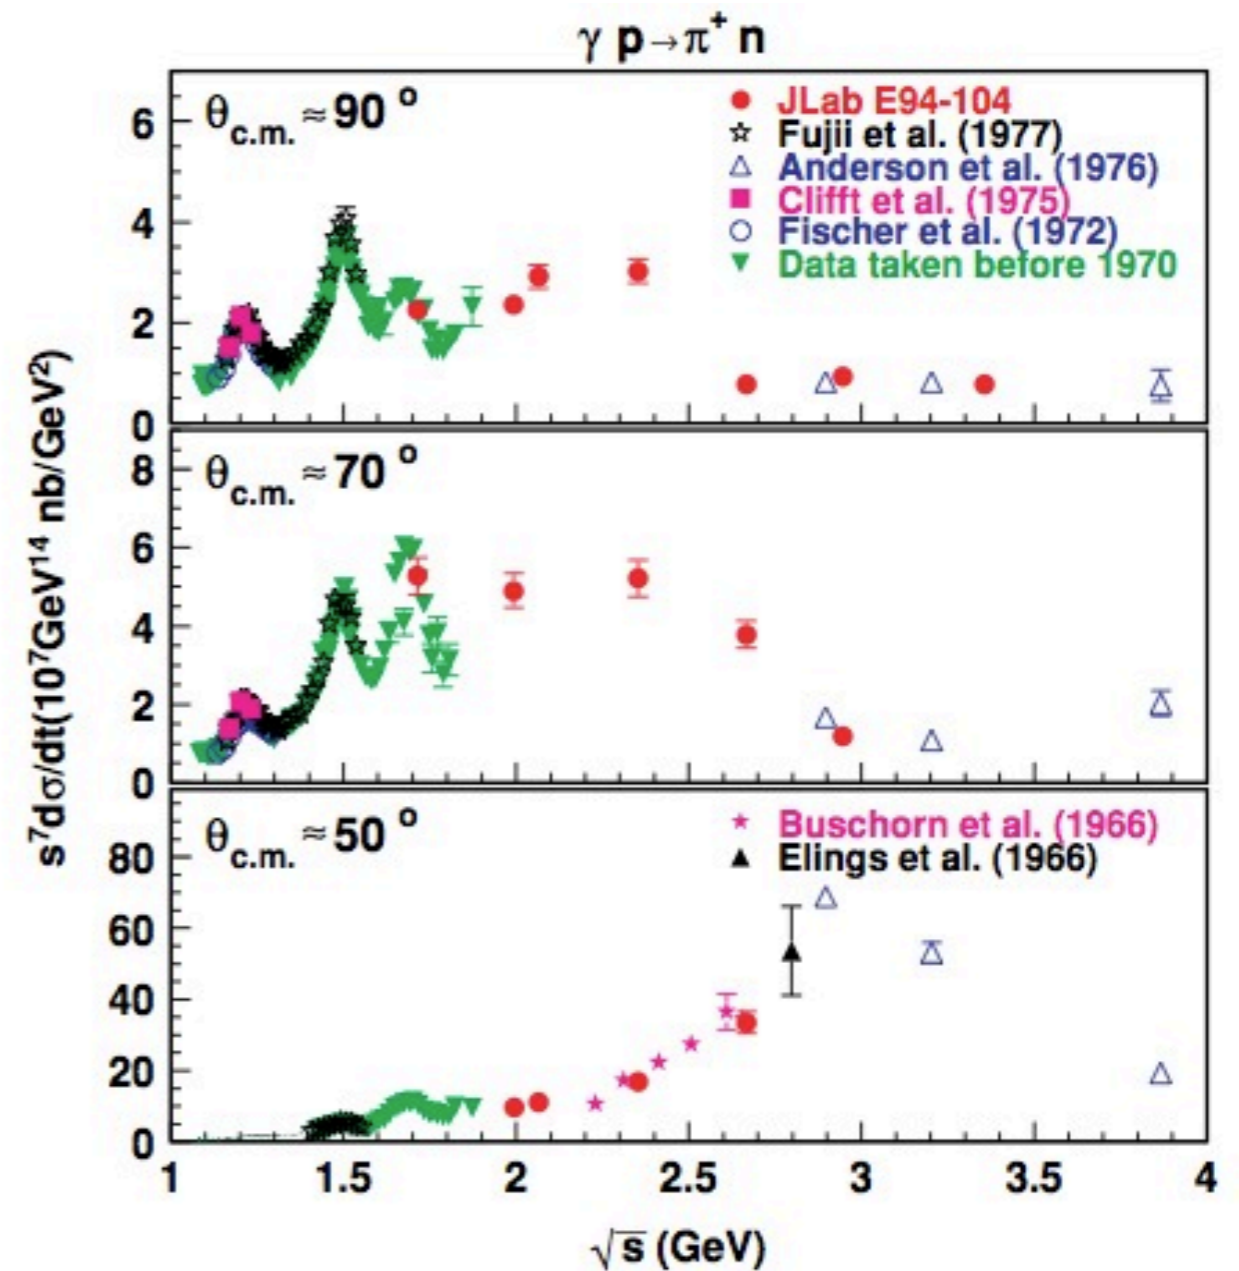 γ p→π⁺ n
θc.m. ≈ 90 °
JLab E94-104
Fujii et al. (1977)
Anderson et al. (1976)
Clifft et al. (1975)
Fischer et al. (1972)
Data taken before 1970
6
4
2
0
θc.m. ≈ 70 °
8
6
4
2
0
s⁷dσ/dt(10⁷GeV¹⁴ nb/GeV²)
θc.m. ≈ 50 °
Buschorn et al. (1966)
Elings et al. (1966)
80
60
40
20
0
1 1.5 2 2.5 3 3.5 4
√s (GeV)